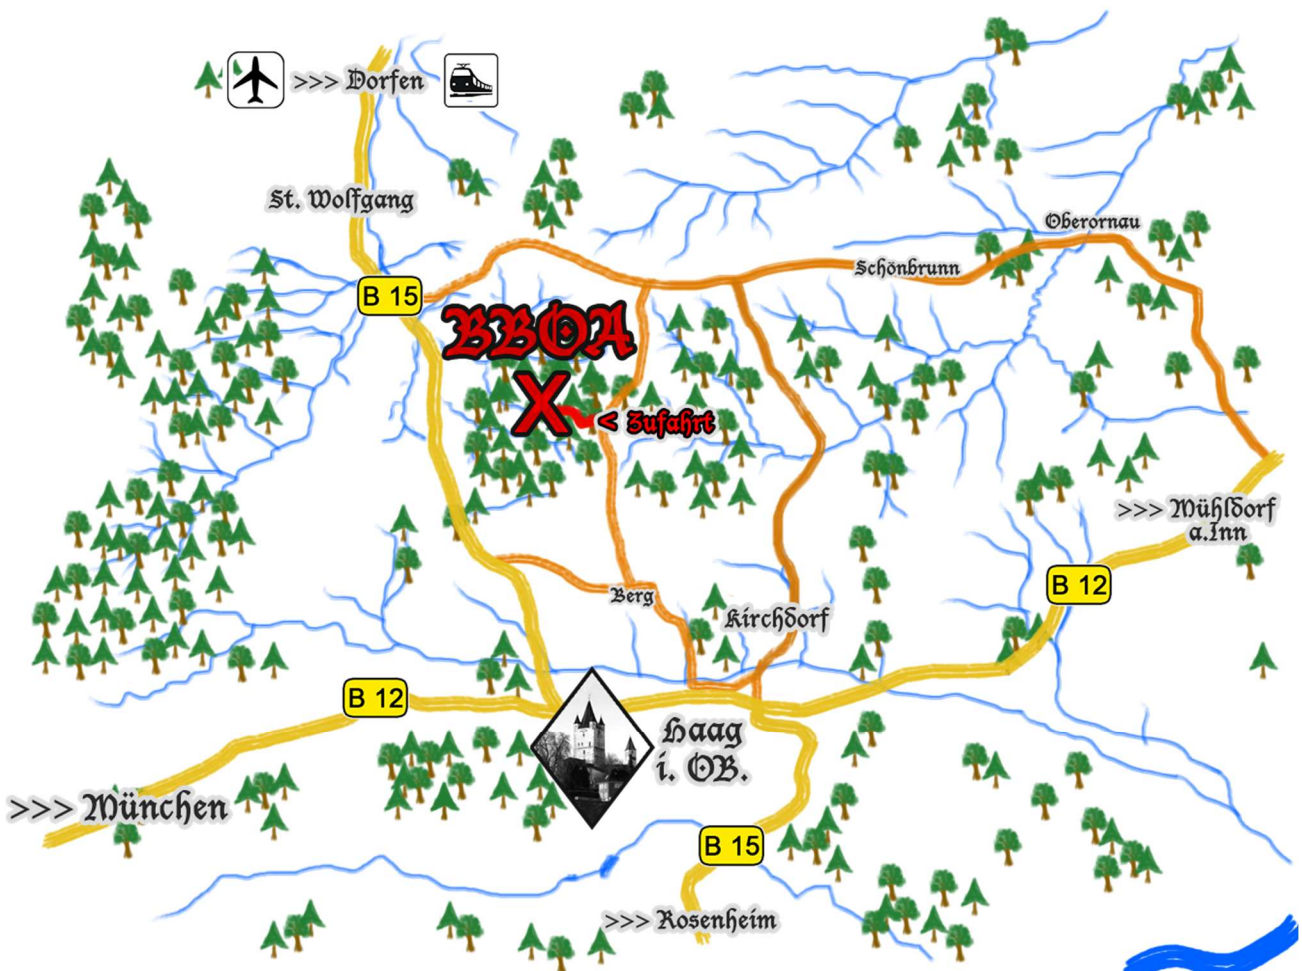 >>> Dorfen
St. Wolfgang
Oberornau
Schönbrunn
B 15
BBOA
X
< Zufahrt
>>> Mühldorf
a.Inn
B 12
Berg
Kirchdorf
B 12
Haag
i. OB.
>>> München
B 15
>>> Rosenheim